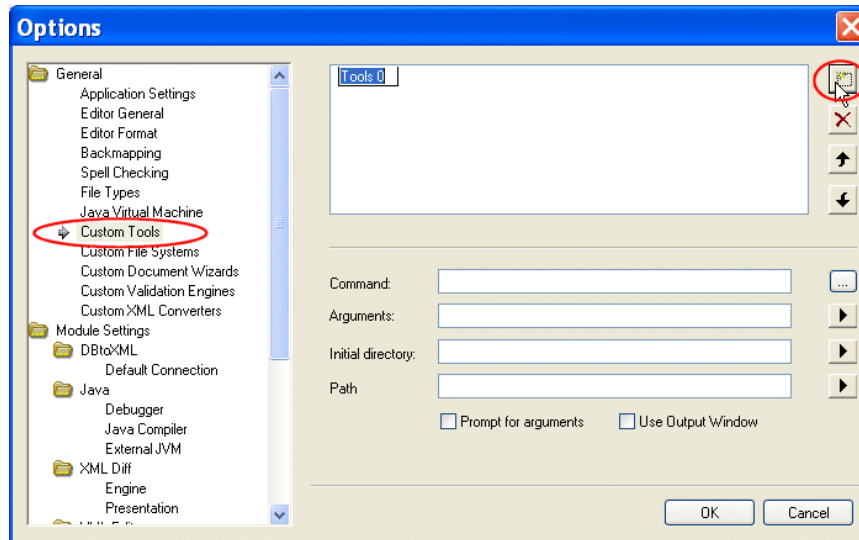 Options
General
Application Settings
Editor General
Editor Format
Backmapping
Spell Checking
File Types
Java Virtual Machine
Custom Tools
Custom File Systems
Custom Document Wizards
Custom Validation Engines
Custom XML Converters
Module Settings
DBtoXML
Default Connection
Java
Debugger
Java Compiler
External JVM
XML Diff
Engine
Presentation
Tools 0
Command:
...
Arguments:
Initial directory:
Path
Prompt for arguments
Use Output Window
OK
Cancel